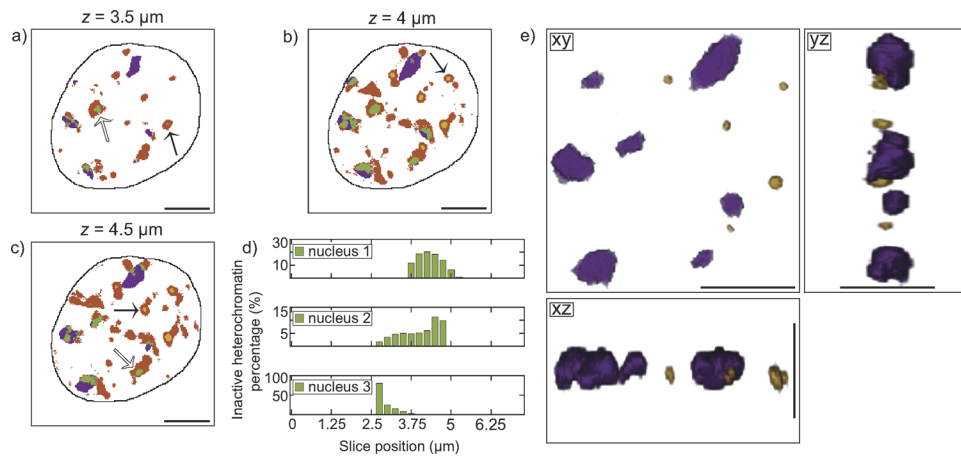 z = 3.5 µm
a)
z = 4 µm
b)
z = 4.5 µm
c)
d)
Inactive heterochromatin
percentage (%)
30
20
10
nucleus 1
15
10
5
nucleus 2
100
50
nucleus 3
0 1.25 2.5 3.75 5 6.25
Slice position (µm)
e)
xy
yz
xz